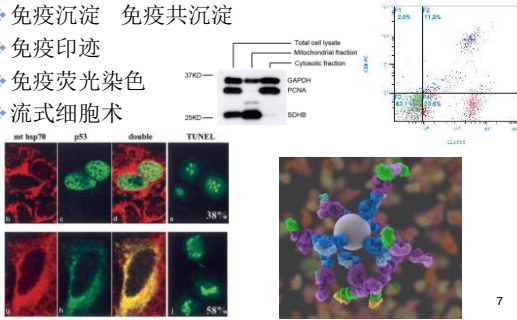 免疫沉淀 免疫共沉淀
免疫印迹
免疫荧光染色
流式细胞术
Total cell lysate
Mitochondrial fraction
Cytosolic fraction
37KD
GAPDH
PCNA
25KD
SDHB
mt hsp70 p53 double TUNEL
b c d e 38%
g h i j 58%
7